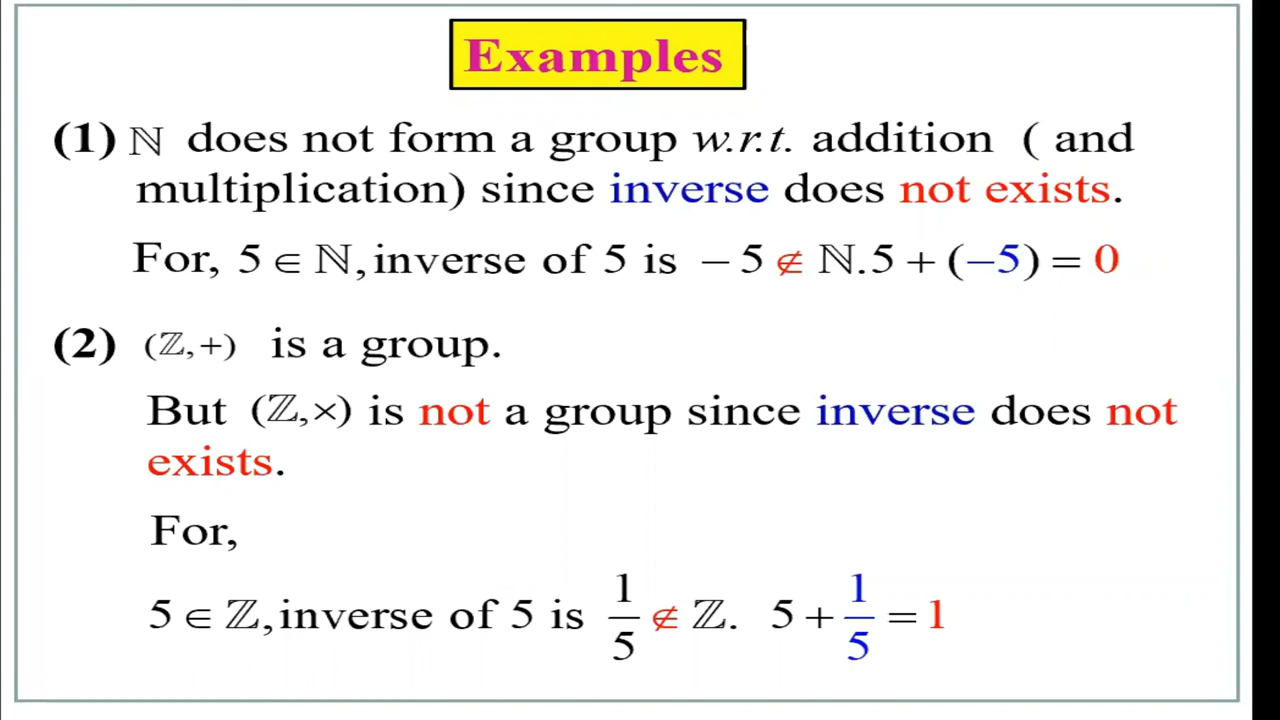 Examples
(1) ℕ does not form a group w.r.t. addition ( and
multiplication) since inverse does not exists.
For, 5 ∈ ℕ, inverse of 5 is − 5 ∉ ℕ. 5 + (−5) = 0
(2) (ℤ, +) is a group.
But (ℤ, ×) is not a group since inverse does not
exists.
For,
5 ∈ ℤ, inverse of 5 is 1/5 ∉ ℤ. 5 + 1/5 = 1